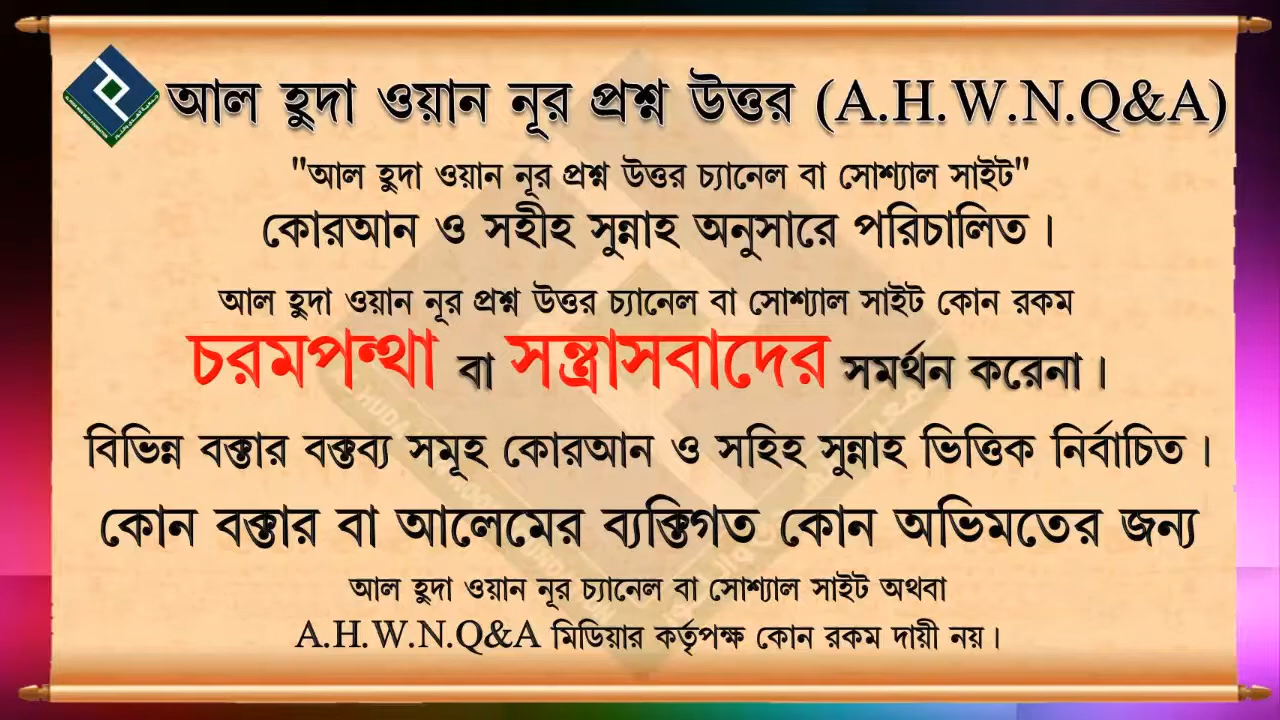 আল হুদা ওয়ান নূর প্রশ্ন উত্তর (A.H.W.N.Q&A)
"আল হুদা ওয়ান নূর প্রশ্ন উত্তর চ্যানেল বা সোশ্যাল সাইট"
কোরআন ও সহীহ সুন্নাহ অনুসারে পরিচালিত।
আল হুদা ওয়ান নূর প্রশ্ন উত্তর চ্যানেল বা সোশ্যাল সাইট কোন রকম
চরমপন্থা বা সন্ত্রাসবাদের সমর্থন করেনা।
বিভিন্ন বক্তার বক্তব্য সমূহ কোরআন ও সহিহ সুন্নাহ ভিত্তিক নির্বাচিত।
কোন বক্তার বা আলেমের ব্যক্তিগত কোন অভিমতের জন্য
আল হুদা ওয়ান নূর চ্যানেল বা সোশ্যাল সাইট অথবা
A.H.W.N.Q&A মিডিয়ার কর্তৃপক্ষ কোন রকম দায়ী নয়।